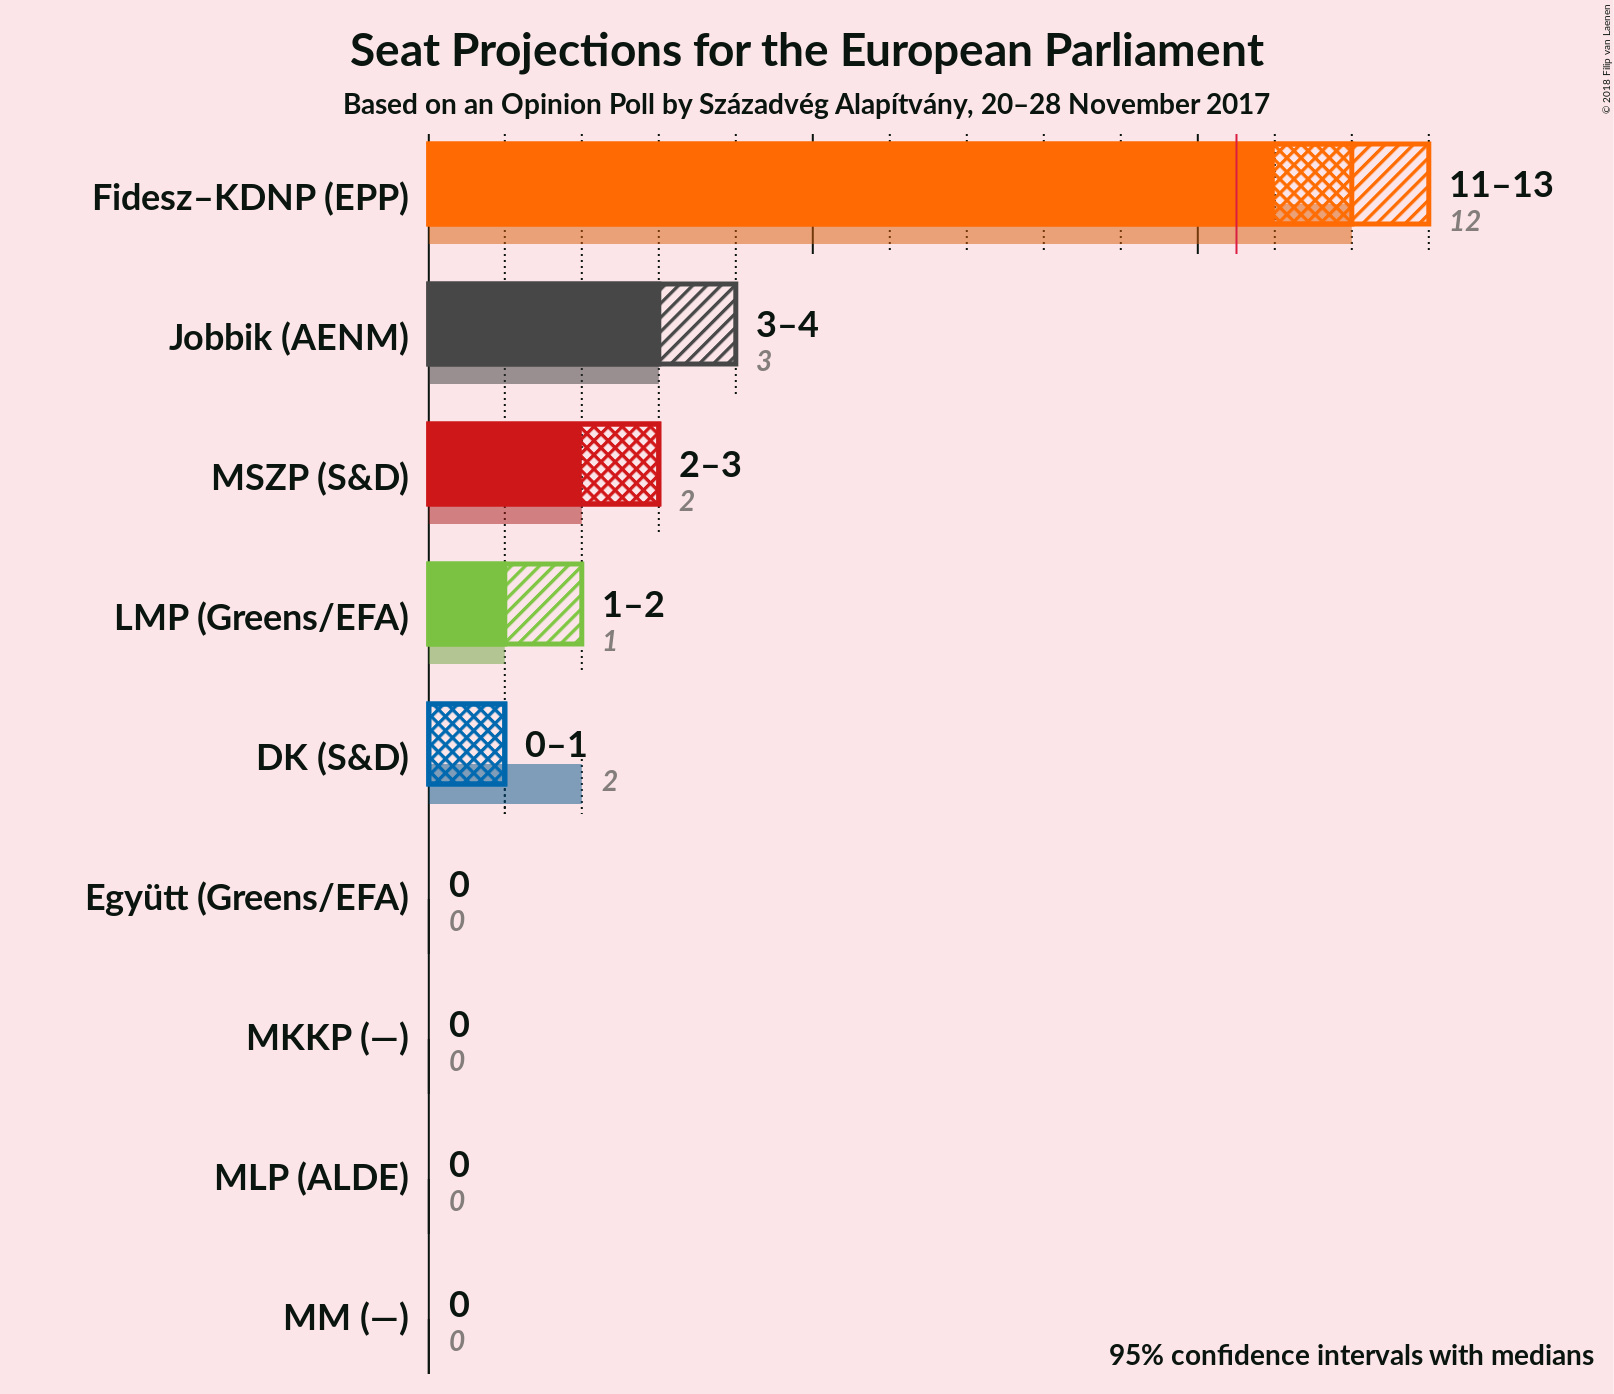 Seat Projections for the European Parliament
Based on an Opinion Poll by Századvég Alapítvány, 20–28 November 2017
© 2018 Filip van Laenen
Fidesz–KDNP (EPP)
11–13
12
Jobbik (AENM)
3–4
3
MSZP (S&D)
2–3
2
LMP (Greens/EFA)
1–2
1
DK (S&D)
0–1
2
Együtt (Greens/EFA)
0
0
MKKP (—)
0
0
MLP (ALDE)
0
0
MM (—)
0
0
95% confidence intervals with medians